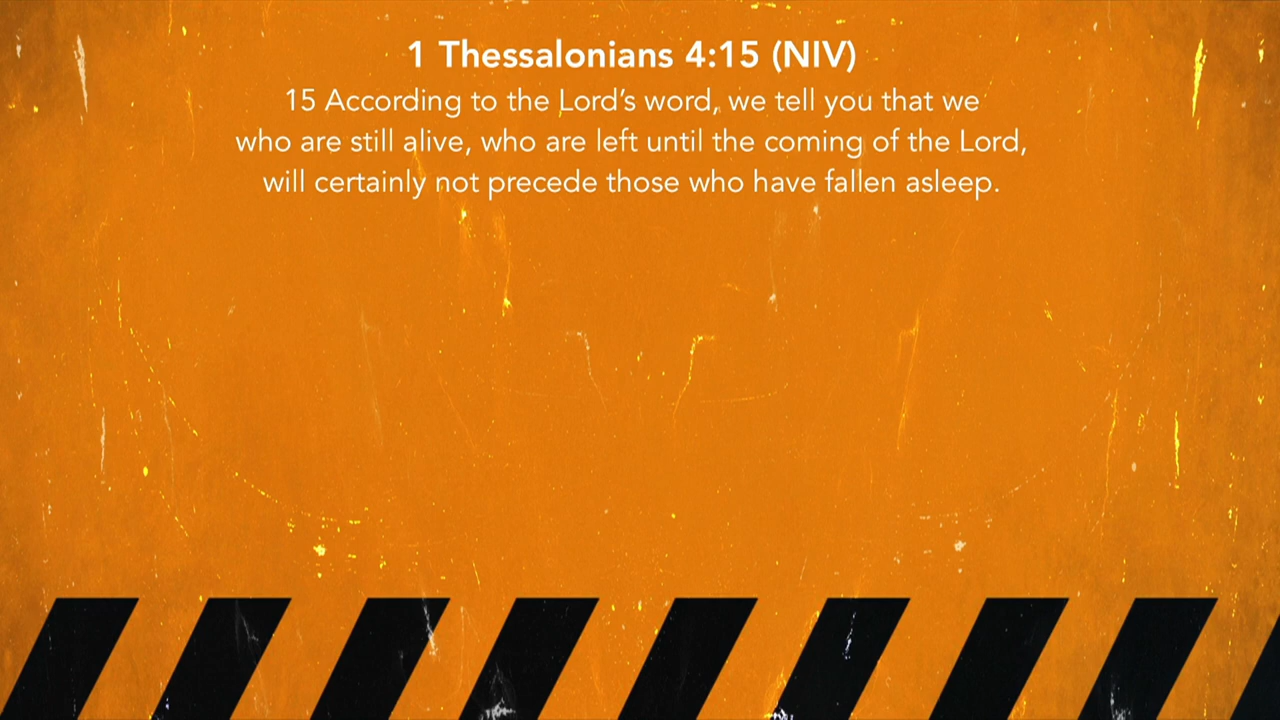 1 Thessalonians 4:15 (NIV)
15 According to the Lord’s word, we tell you that we
who are still alive, who are left until the coming of the Lord,
will certainly not precede those who have fallen asleep.